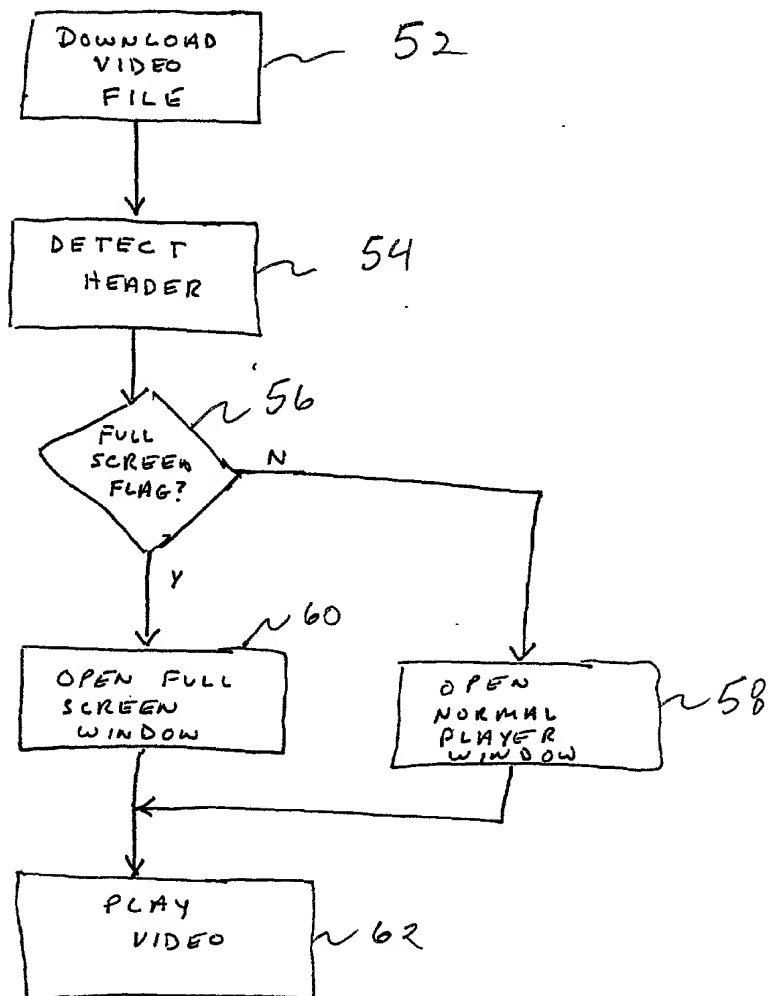 DOWNLOAD
VIDEO
FILE
52
DETECT
HEADER
54
56
FULL
SCREEN
FLAG?
N
Y
60
OPEN FULL
SCREEN
WINDOW
OPEN
NORMAL
PLAYER
WINDOW
58
PLAY
VIDEO
62